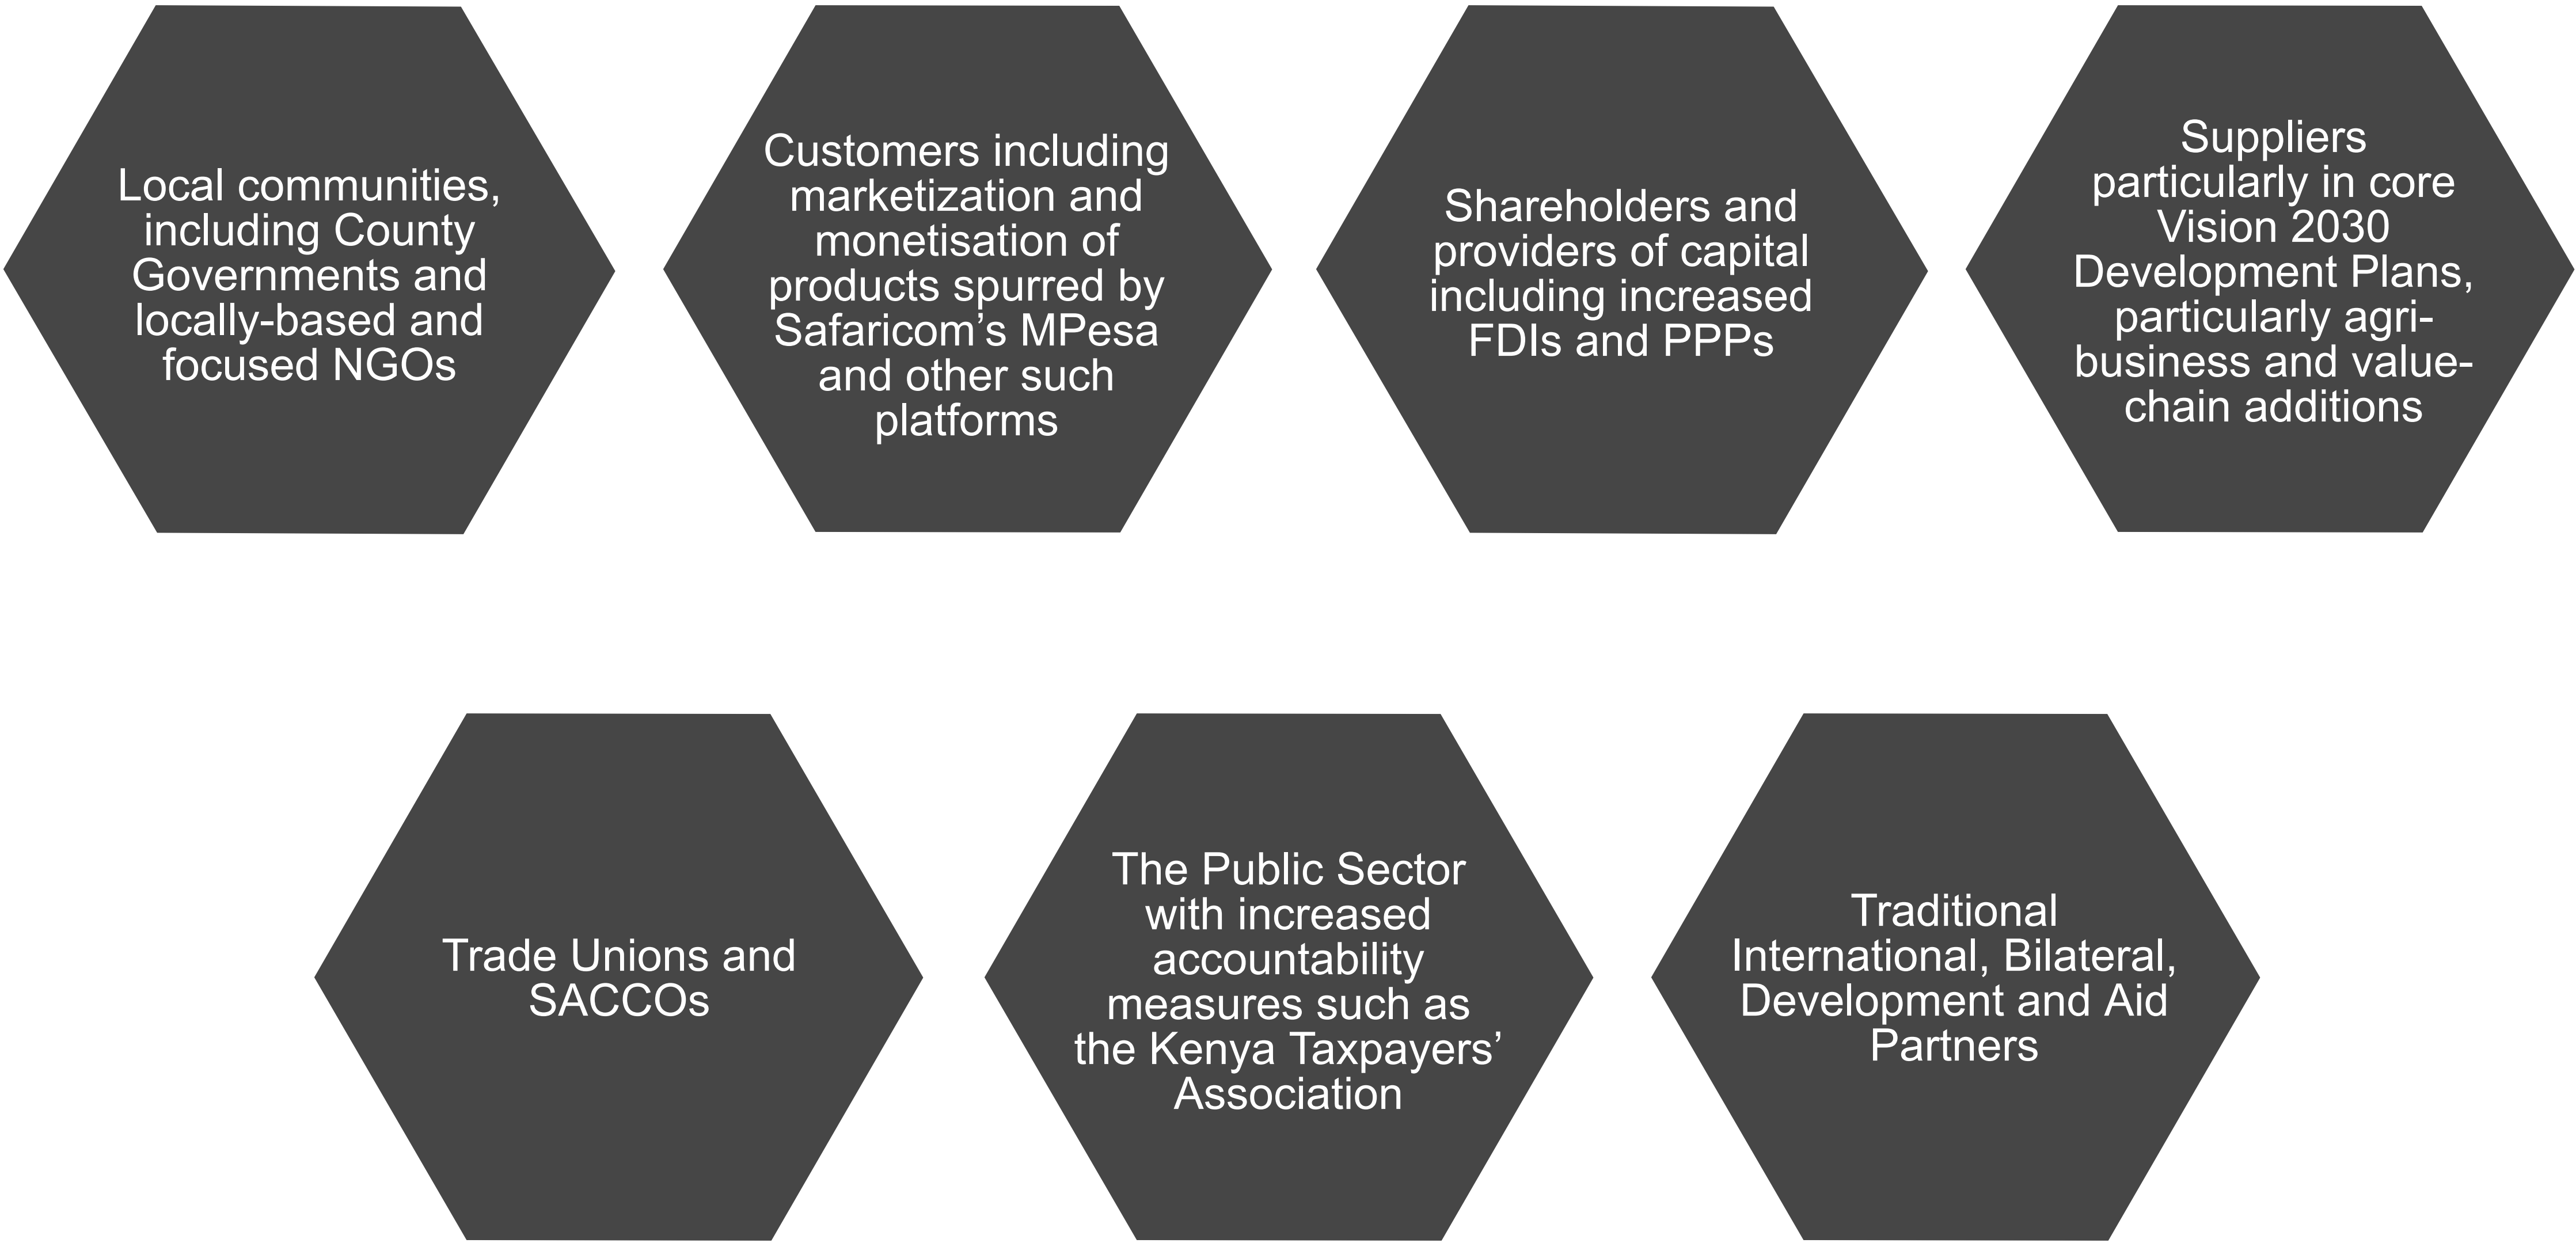 Local communities,
including County
Governments and
locally-based and
focused NGOs
Customers including
marketization and
monetisation of
products spurred by
Safaricom’s MPesa
and other such
platforms
Shareholders and
providers of capital
including increased
FDIs and PPPs
Suppliers
particularly in core
Vision 2030
Development Plans,
particularly agri-
business and value-
chain additions
Trade Unions and
SACCOs
The Public Sector
with increased
accountability
measures such as
the Kenya Taxpayers’
Association
Traditional
International, Bilateral,
Development and Aid
Partners